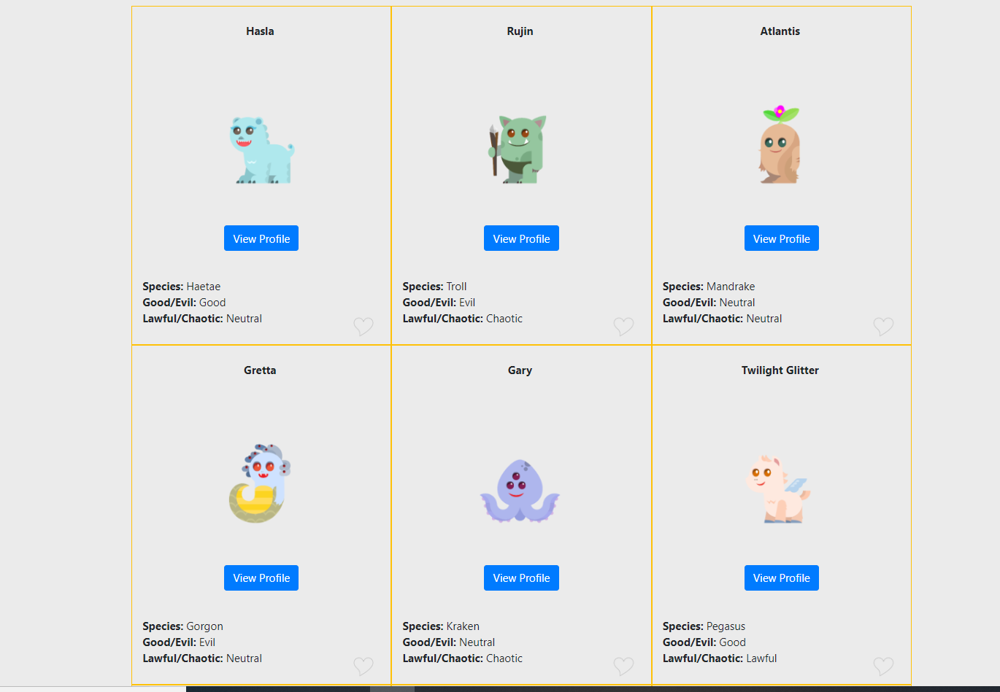 Hasla
Rujin
Atlantis
View Profile
View Profile
View Profile
Species: Haetae
Good/Evil: Good
Lawful/Chaotic: Neutral
Species: Troll
Good/Evil: Evil
Lawful/Chaotic: Chaotic
Species: Mandrake
Good/Evil: Neutral
Lawful/Chaotic: Neutral
Gretta
Gary
Twilight Glitter
View Profile
View Profile
View Profile
Species: Gorgon
Good/Evil: Evil
Lawful/Chaotic: Neutral
Species: Kraken
Good/Evil: Neutral
Lawful/Chaotic: Chaotic
Species: Pegasus
Good/Evil: Good
Lawful/Chaotic: Lawful